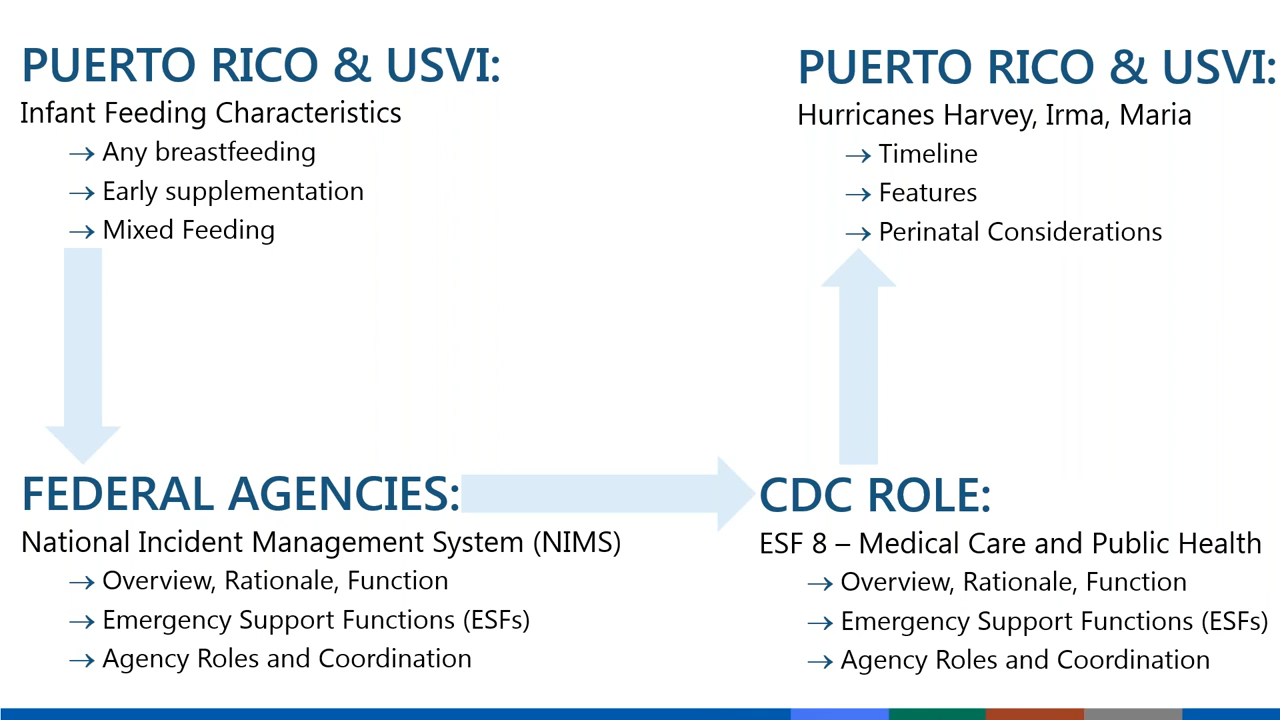 PUERTO RICO & USVI:
Infant Feeding Characteristics
→ Any breastfeeding
→ Early supplementation
→ Mixed Feeding
FEDERAL AGENCIES:
National Incident Management System (NIMS)
→ Overview, Rationale, Function
→ Emergency Support Functions (ESFs)
→ Agency Roles and Coordination
CDC ROLE:
ESF 8 – Medical Care and Public Health
→ Overview, Rationale, Function
→ Emergency Support Functions (ESFs)
→ Agency Roles and Coordination
PUERTO RICO & USVI:
Hurricanes Harvey, Irma, Maria
→ Timeline
→ Features
→ Perinatal Considerations